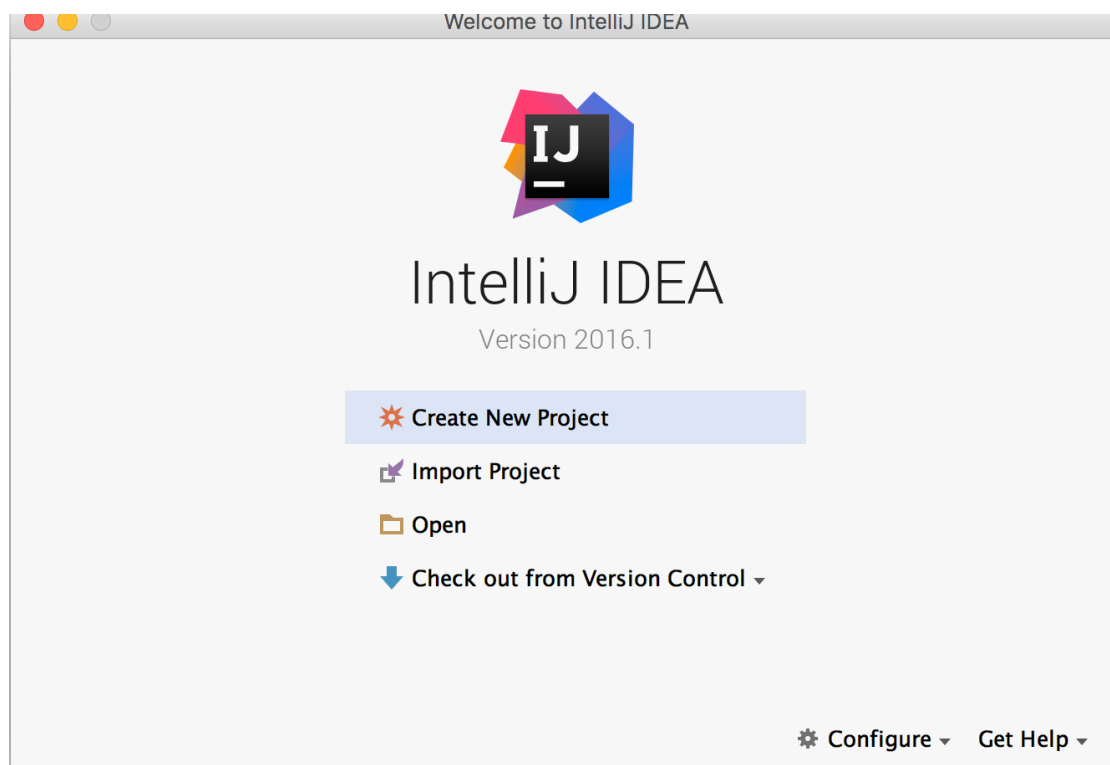 Welcome to IntelliJ IDEA
IJ
IntelliJ IDEA
Version 2016.1
Create New Project
Import Project
Open
Check out from Version Control
Configure Get Help